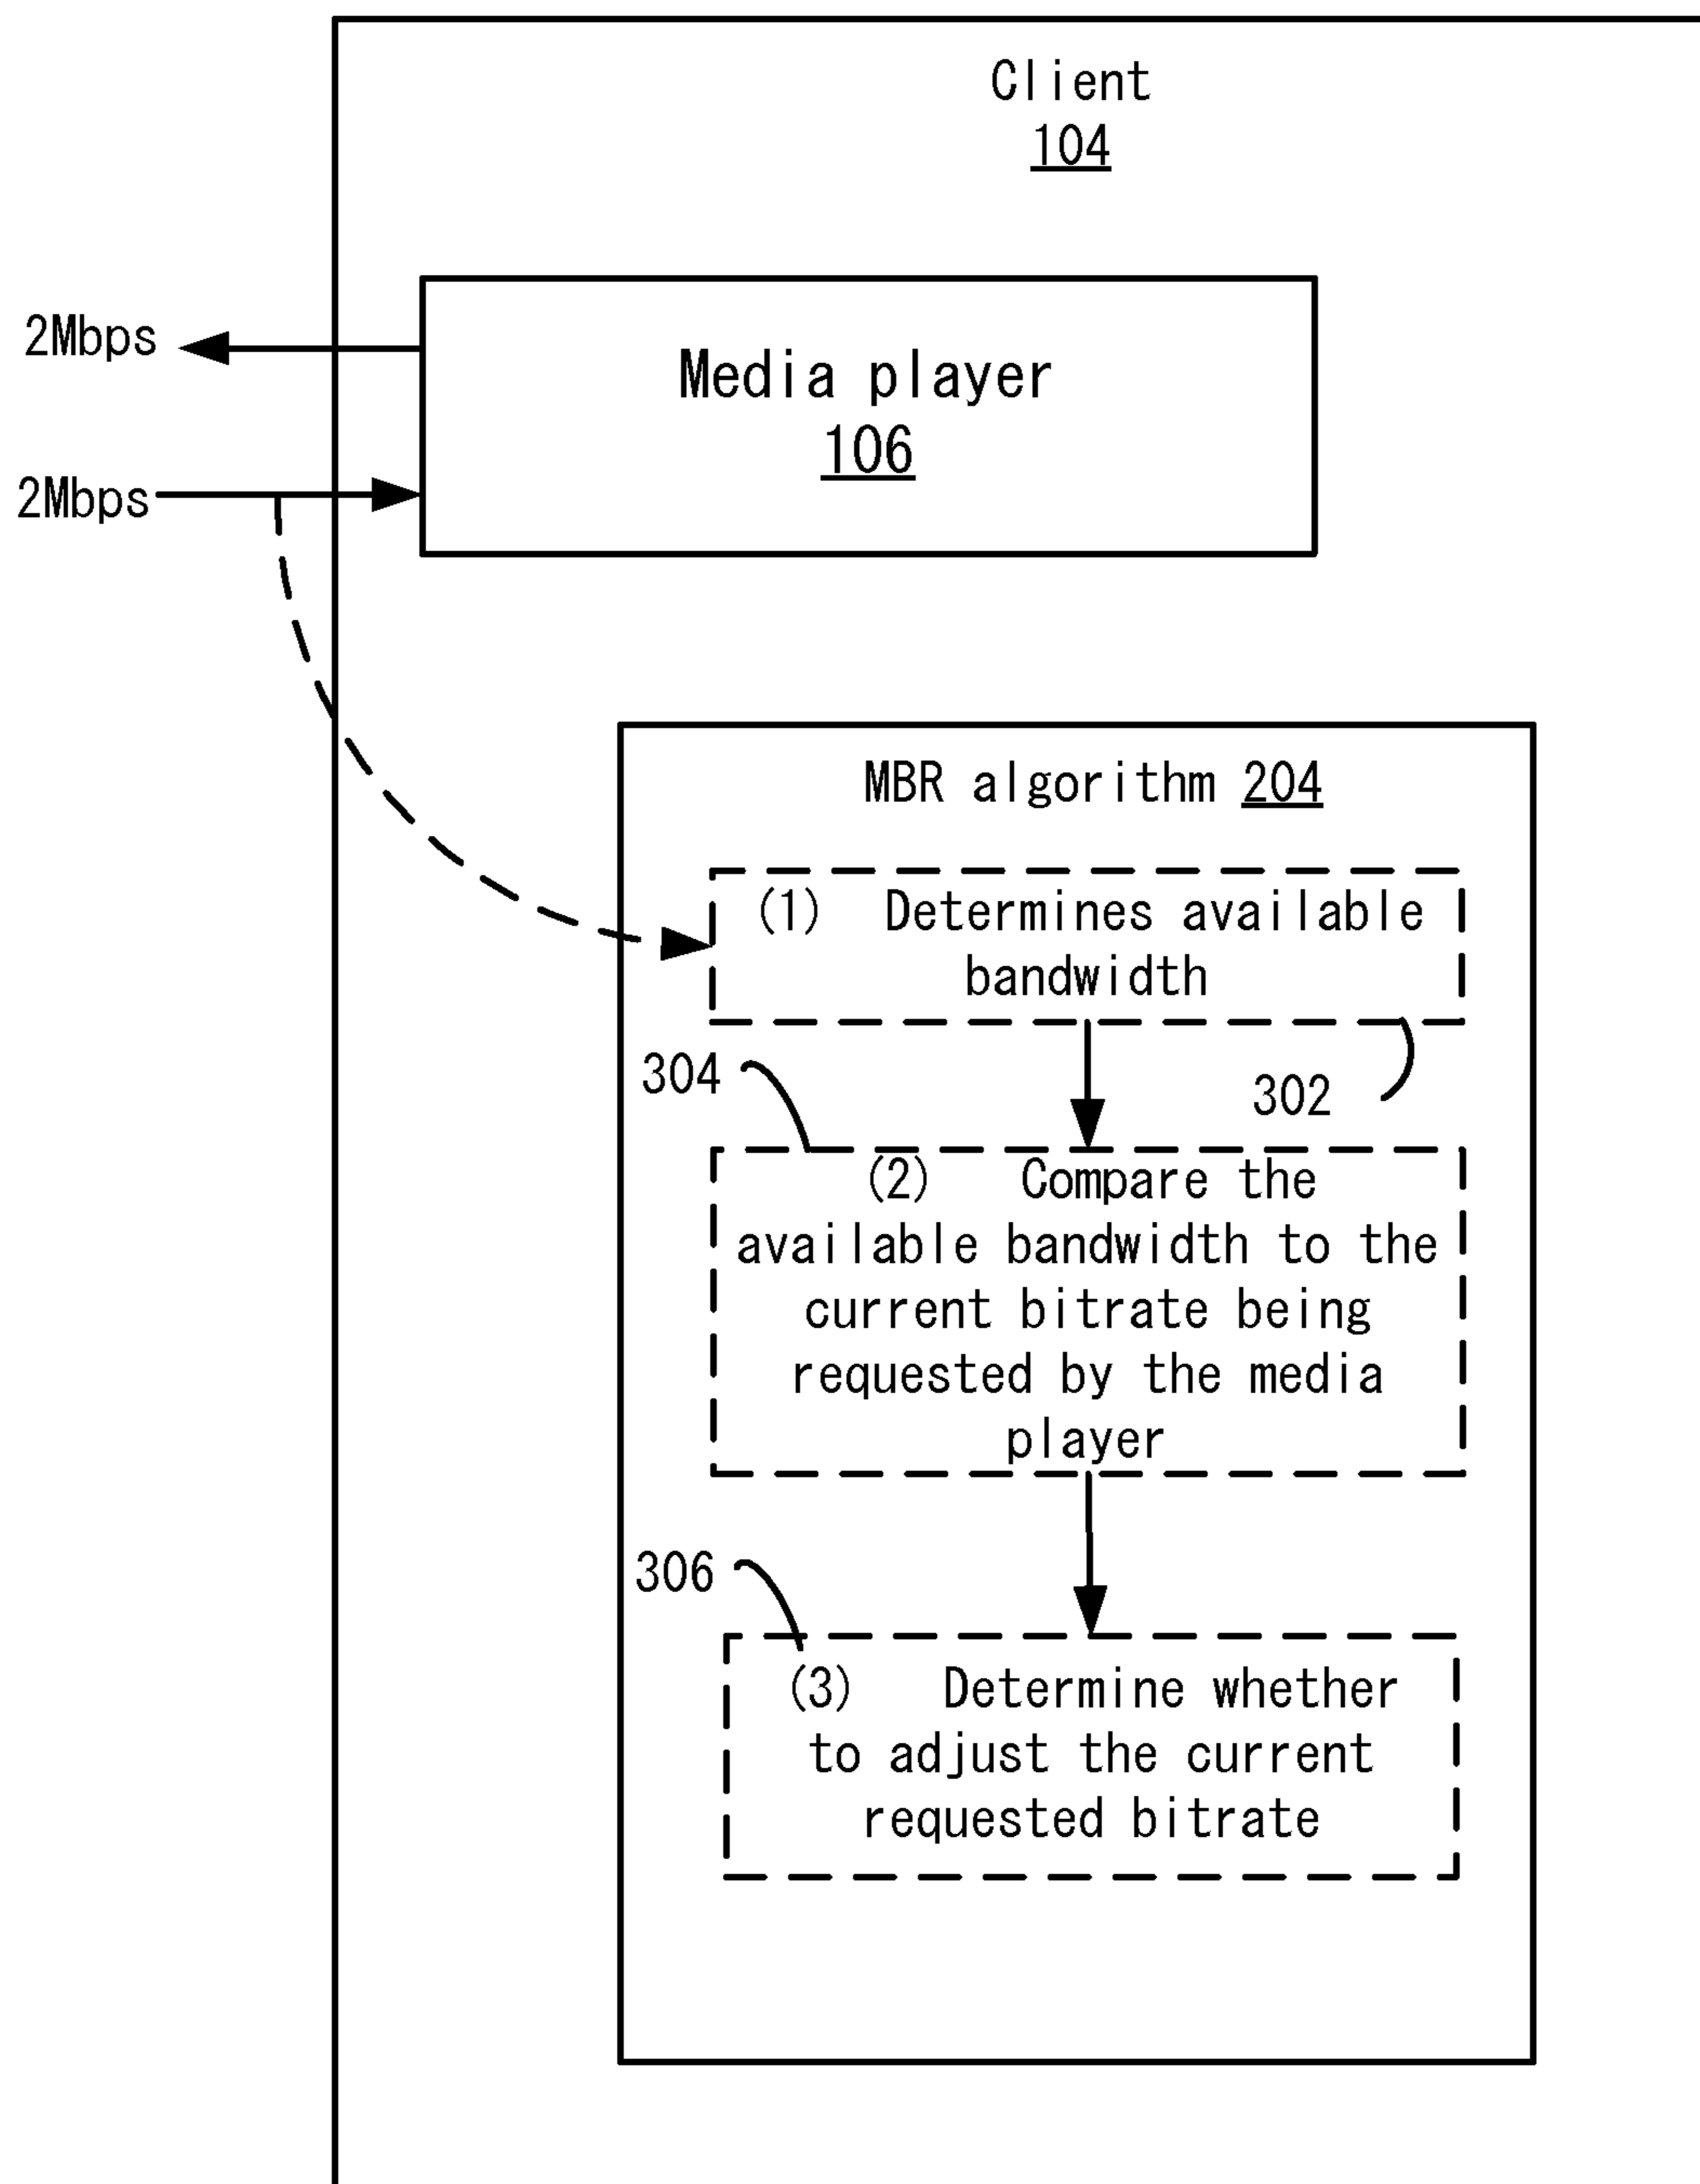 Client
104
2Mbps
Media player
106
2Mbps
MBR algorithm 204
(1) Determines available
bandwidth
304
302
(2) Compare the
available bandwidth to the
current bitrate being
requested by the media
player
306
(3) Determine whether
to adjust the current
requested bitrate